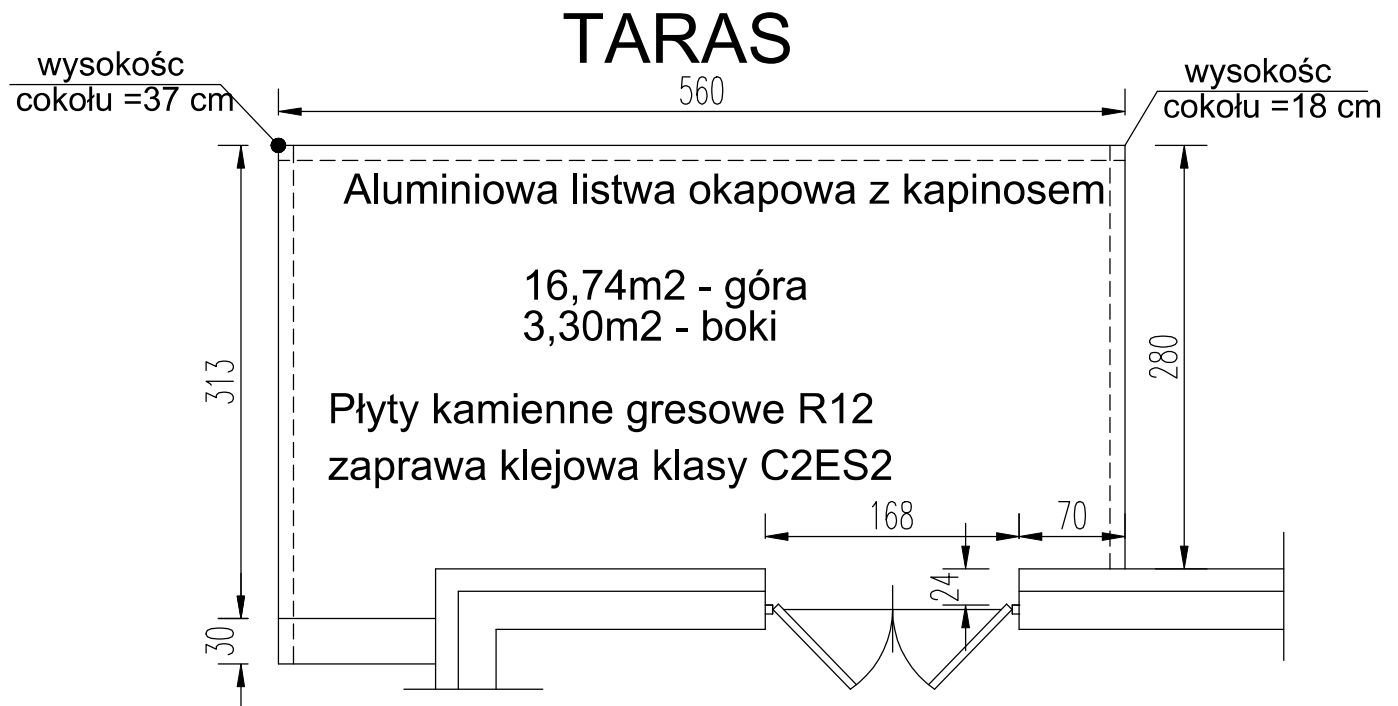 TARAS
wysokośc
cokołu =37 cm
560
wysokośc
cokołu =18 cm
Aluminiowa listwa okapowa z kapinosem
16,74m2 - góra
3,30m2 - boki
313
280
Płyty kamienne gresowe R12
zaprawa klejowa klasy C2ES2
168
70
24
30